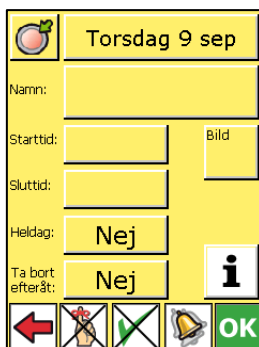 Torsdag 9 sep
Namn:
Starttid:
Bild
Sluttid:
Heldag:
Nej
Ta bort
efteråt:
Nej
i
OK